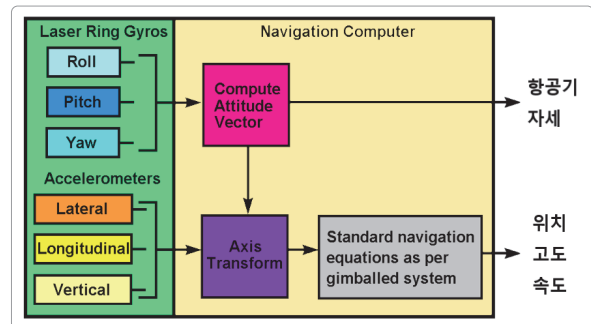 Laser Ring Gyros
Roll
Pitch
Yaw
Accelerometers
Lateral
Longitudinal
Vertical
Navigation Computer
Compute
Attitude
Vector
Axis
Transform
Standard navigation
equations as per
gimballed system
항공기
자세
위치
고도
속도